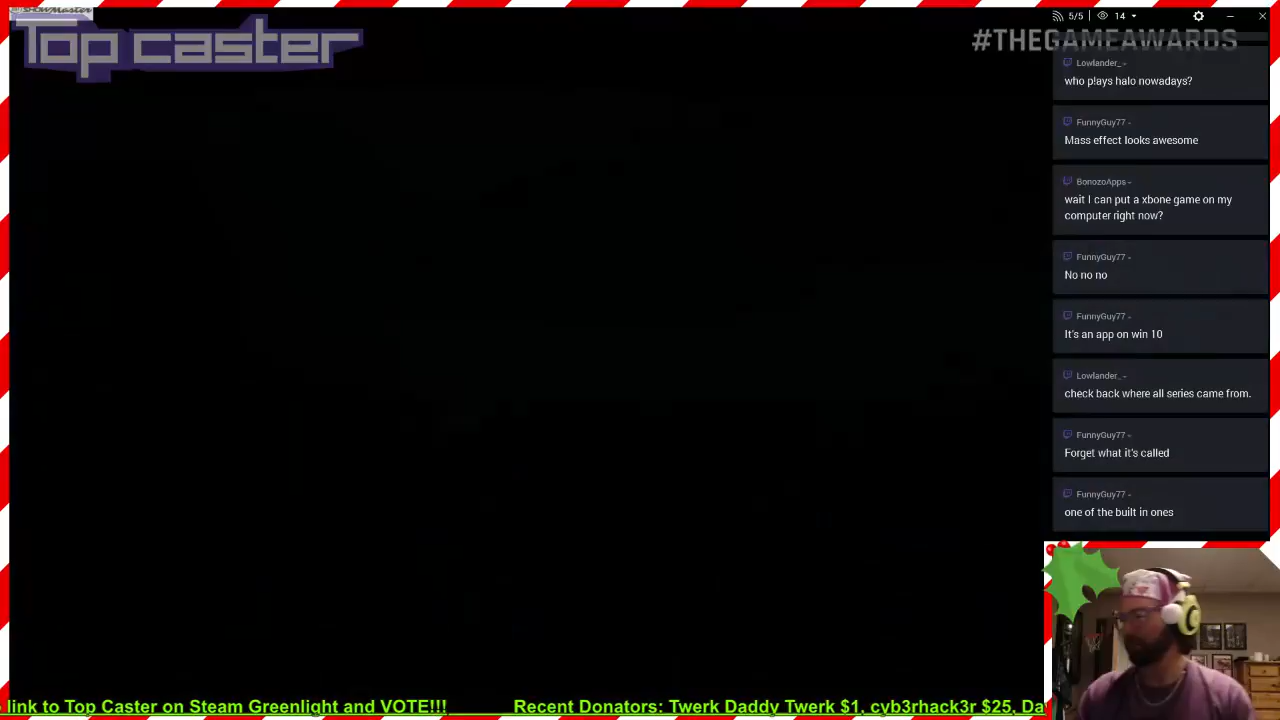 SHOWMaster
Top caster
#THEGAMEAWARDS
5/5
14
Lowlander_
who plays halo nowadays?
FunnyGuy77
Mass effect looks awesome
BonozoApps
wait I can put a xbone game on my
computer right now?
FunnyGuy77
No no no
FunnyGuy77
It's an app on win 10
Lowlander_
check back where all series came from.
FunnyGuy77
Forget what it's called
FunnyGuy77
one of the built in ones
link to Top Caster on Steam Greenlight and VOTE!!! Recent Donators: Twerk Daddy Twerk $1, cyb3rhack3r $25, Da